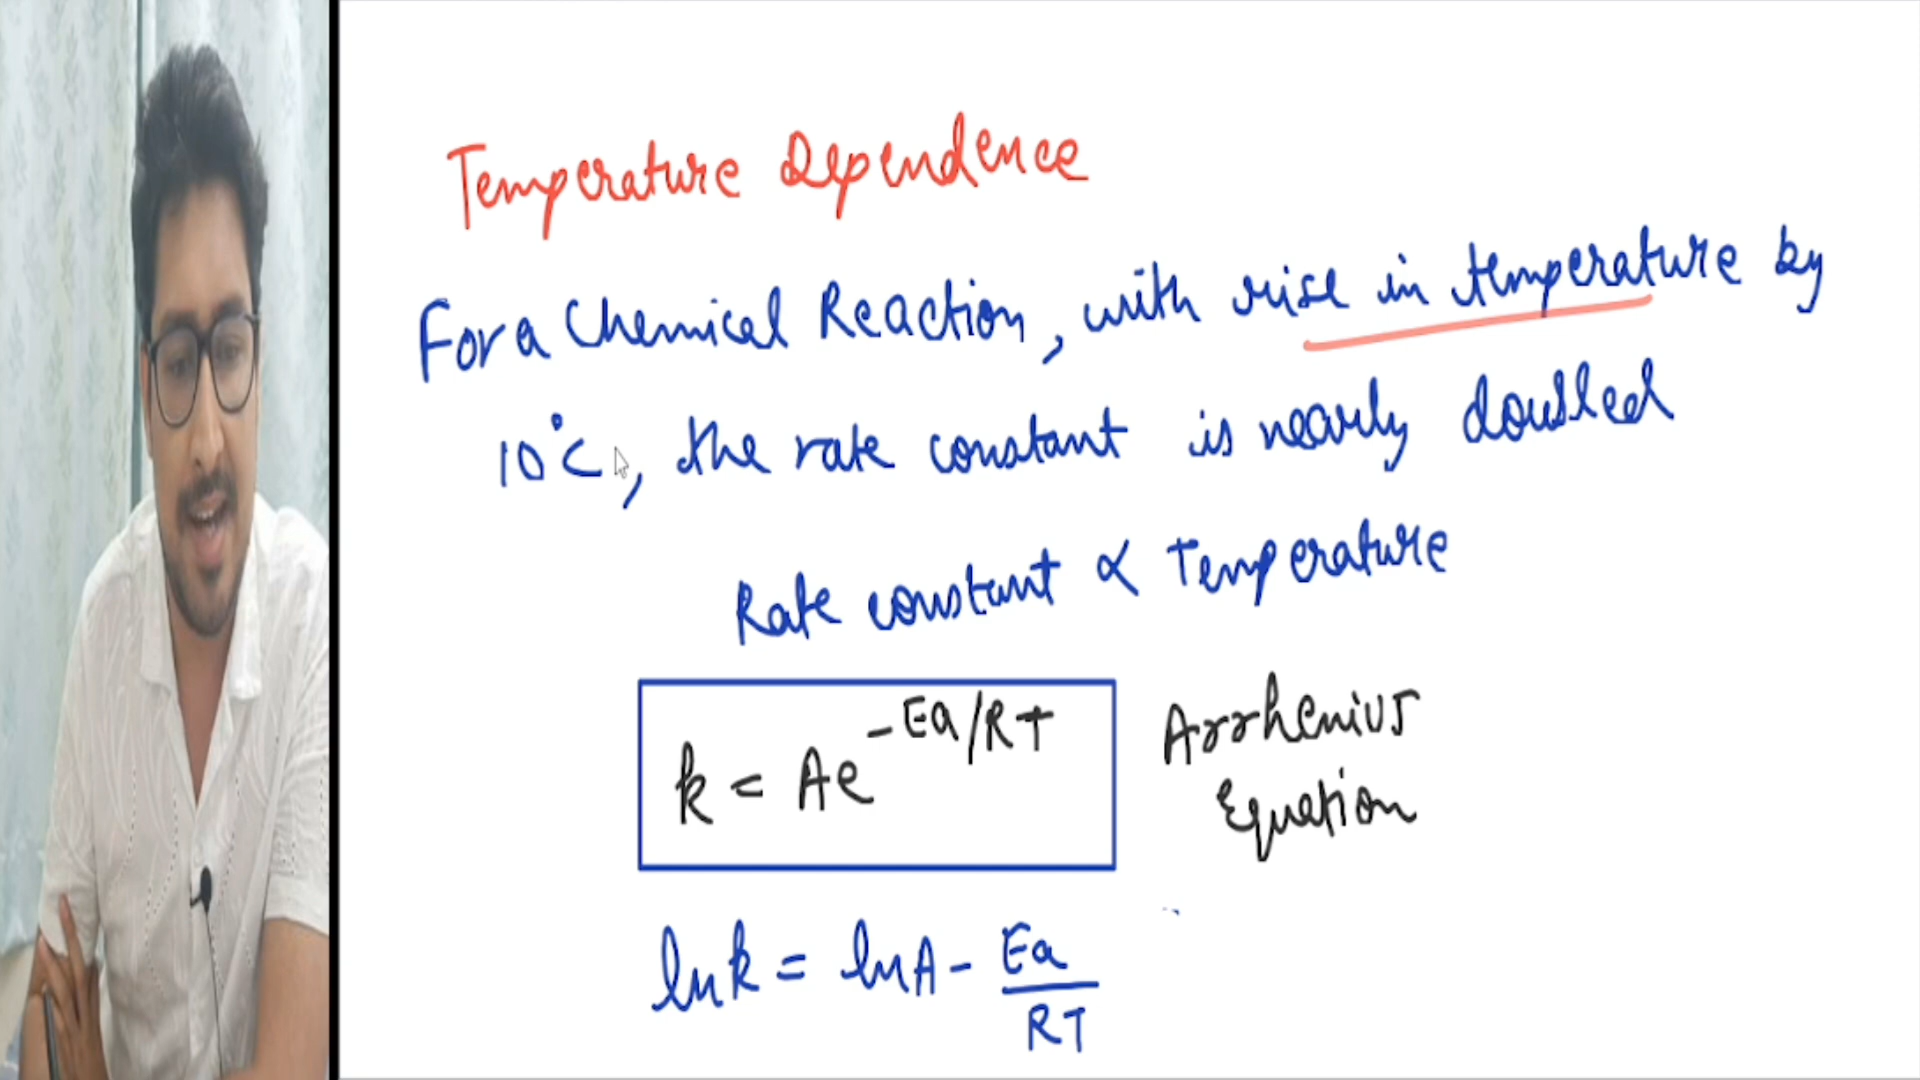 Temperature Dependence
For a Chemical Reaction, with rise in temperature by
10°C, the rate constant is nearly doubled
Rate constant ∝ Temperature
k = Ae^-Ea/RT
Arrhenius
Equation
lnk = lnA - Ea/RT